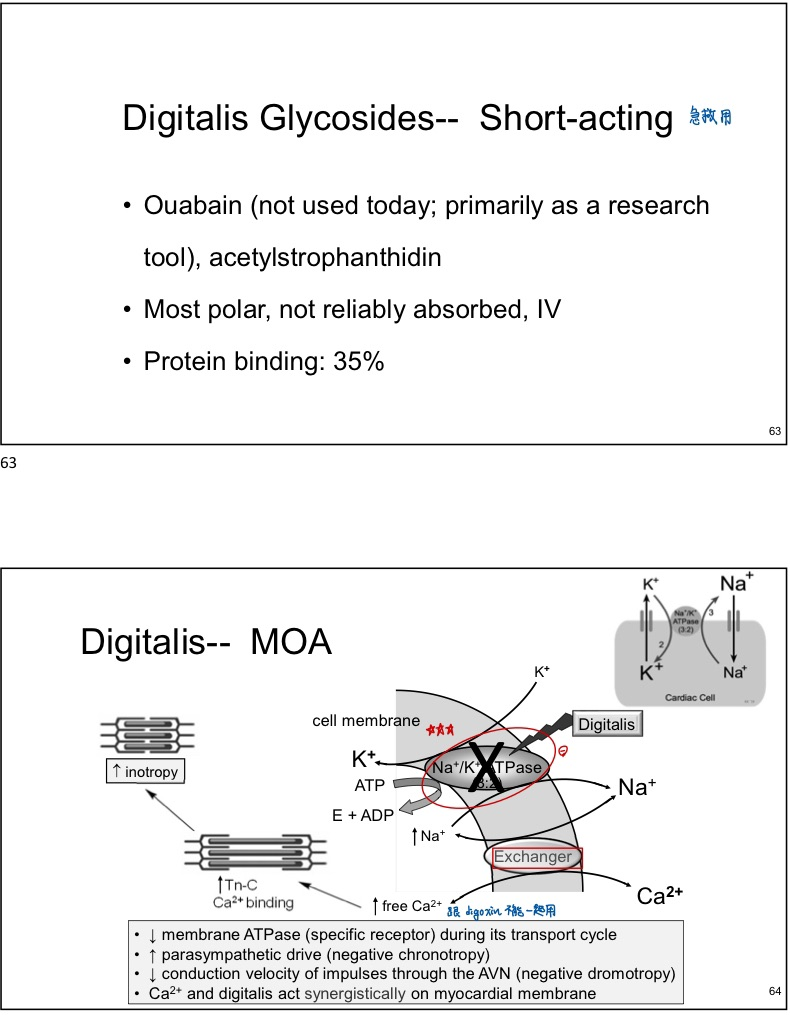 Digitalis Glycosides-- Short-acting 急救用
• Ouabain (not used today; primarily as a research
tool), acetylstrophanthidin
• Most polar, not reliably absorbed, IV
• Protein binding: 35%
63
63
Digitalis-- MOA
K⁺ Na⁺
Na⁺/K⁺
ATPase
(3:2)
3
2
K⁺ Na⁺
Cardiac Cell
K⁺
cell membrane ☆☆☆
Digitalis
K⁺
Na⁺/K⁺ ATPase
(3:2)
⊖
↑ inotropy
ATP
Na⁺
E + ADP
↑ Na⁺
Exchanger
↑Tn-C
Ca²⁺ binding
Ca²⁺
↑ free Ca²⁺ 跟 digoxin 不能一起用
• ↓ membrane ATPase (specific receptor) during its transport cycle
• ↑ parasympathetic drive (negative chronotropy)
• ↓ conduction velocity of impulses through the AVN (negative dromotropy)
• Ca²⁺ and digitalis act synergistically on myocardial membrane
64